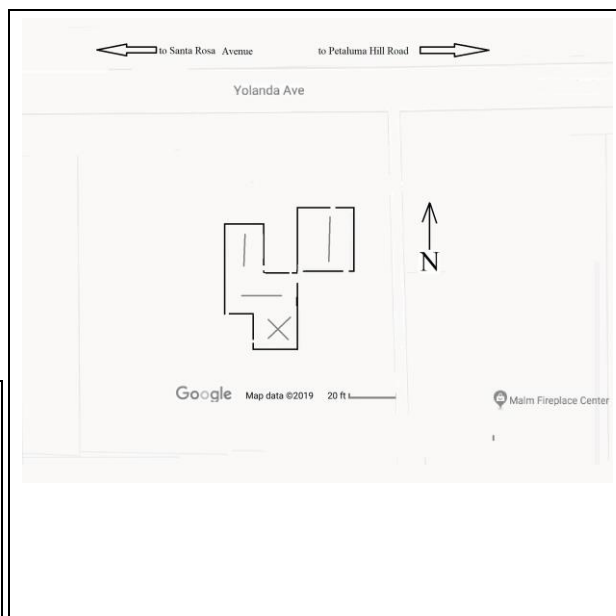 to Santa Rosa Avenue to Petaluma Hill Road
Yolanda Ave
N
Google Map data ©2019 20 ft
Malm Fireplace Center